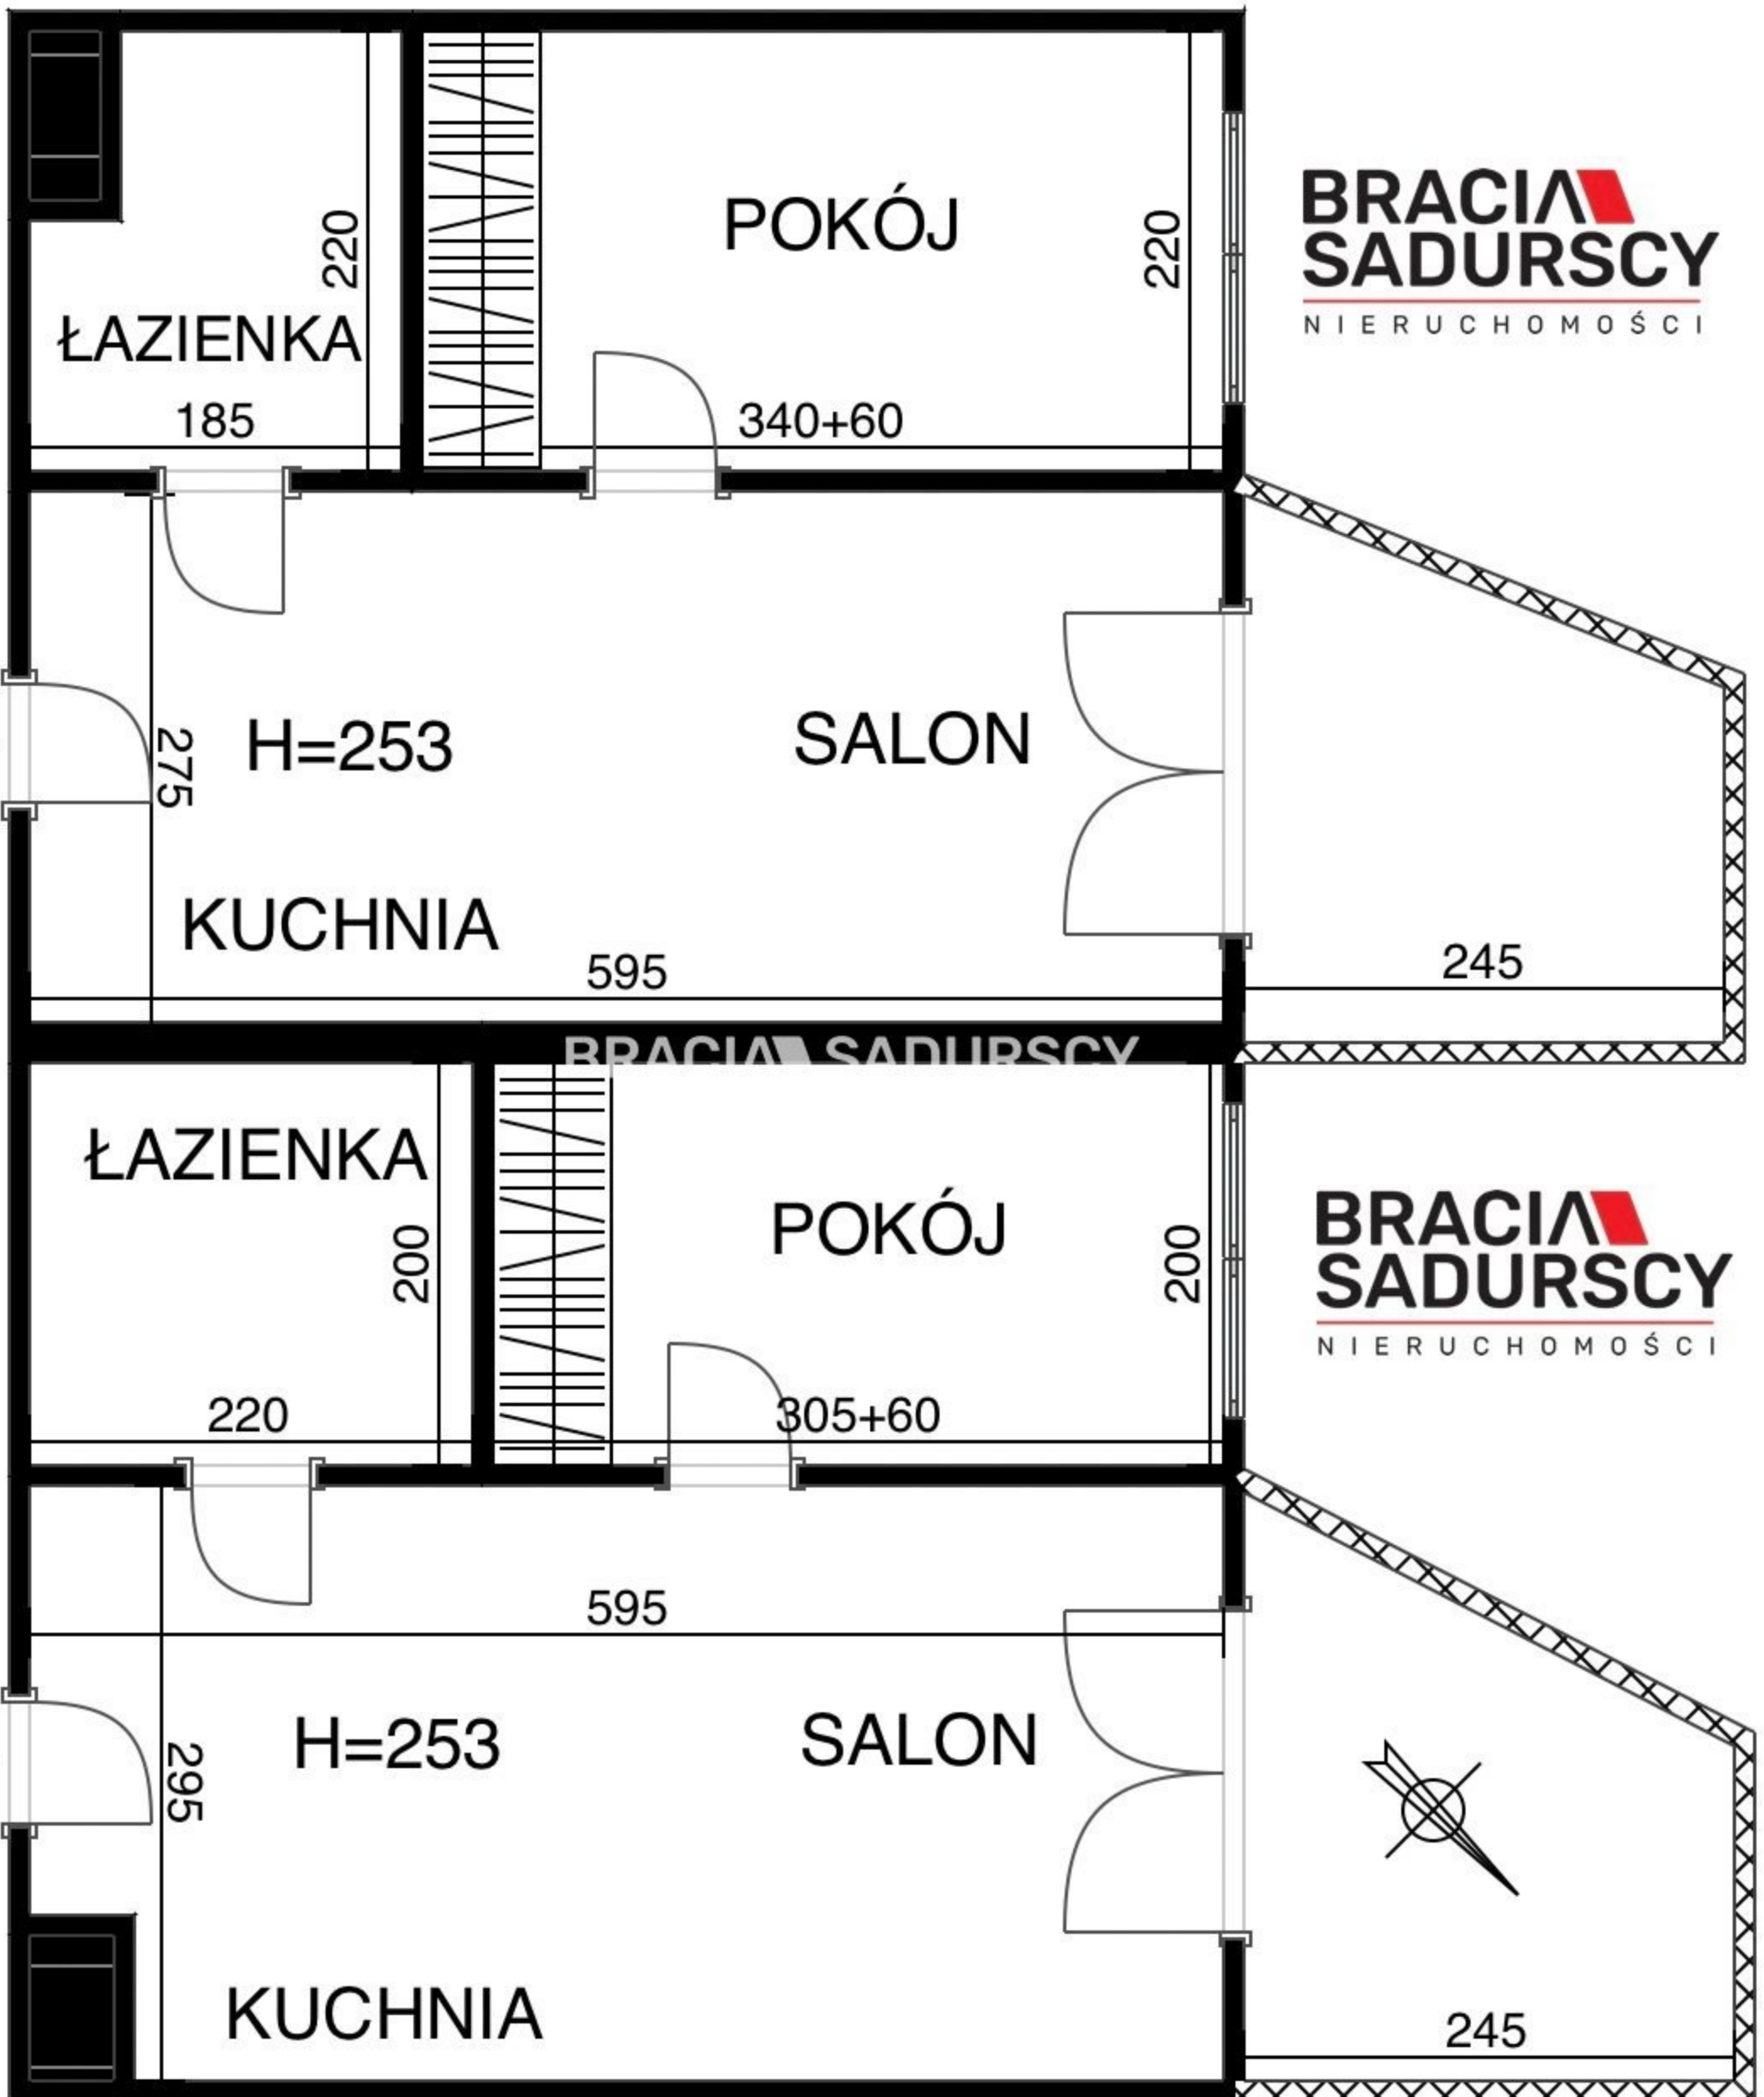 POKÓJ
220
220
BRACIA
SADURSCY
NIERUCHOMOŚCI
ŁAZIENKA
185
340+60
275
H=253
SALON
KUCHNIA
595
245
BRACIA SADURSCY
ŁAZIENKA
POKÓJ
200
200
BRACIA
SADURSCY
NIERUCHOMOŚCI
220
305+60
595
295
H=253
SALON
KUCHNIA
245